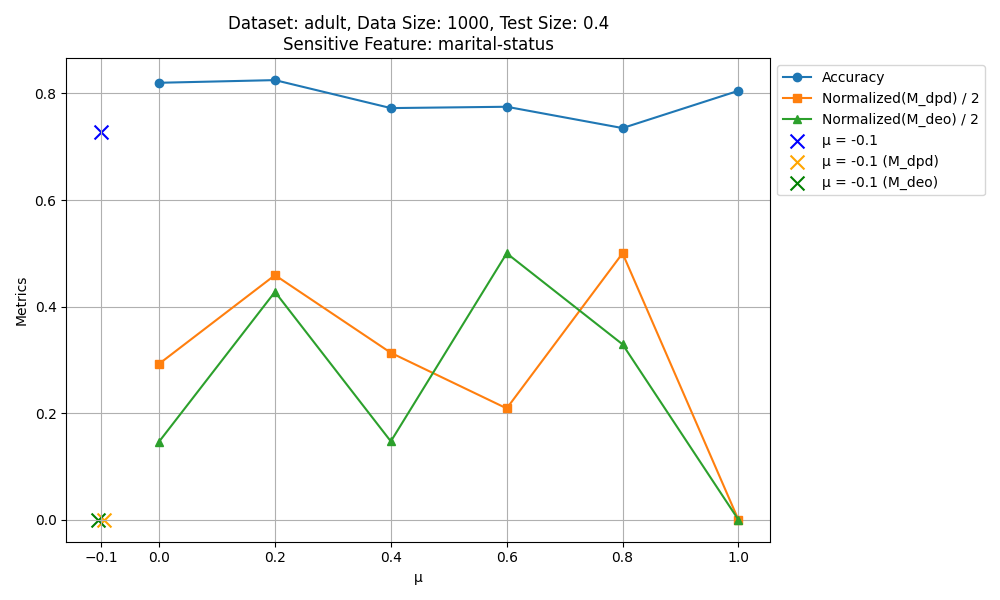 Dataset: adult, Data Size: 1000, Test Size: 0.4
Sensitive Feature: marital-status
Accuracy
Normalized(M_dpd) / 2
Normalized(M_deo) / 2
μ = -0.1
μ = -0.1 (M_dpd)
μ = -0.1 (M_deo)
Metrics
0.8
0.6
0.4
0.2
0.0
−0.1 0.0 0.2 0.4 0.6 0.8 1.0
μ